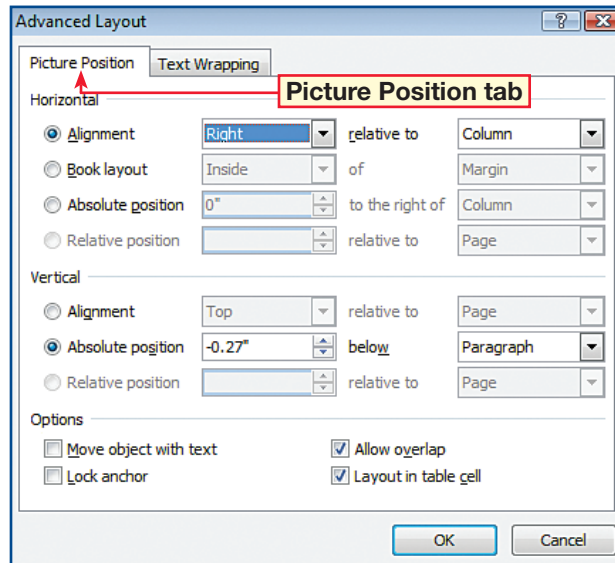 Advanced Layout
Picture Position Text Wrapping
Picture Position tab
Horizontal
Alignment Right relative to Column
Book layout Inside of Margin
Absolute position 0" to the right of Column
Relative position relative to Page
Vertical
Alignment Top relative to Page
Absolute position -0.27" below Paragraph
Relative position relative to Page
Options
Move object with text Allow overlap
Lock anchor Layout in table cell
OK Cancel